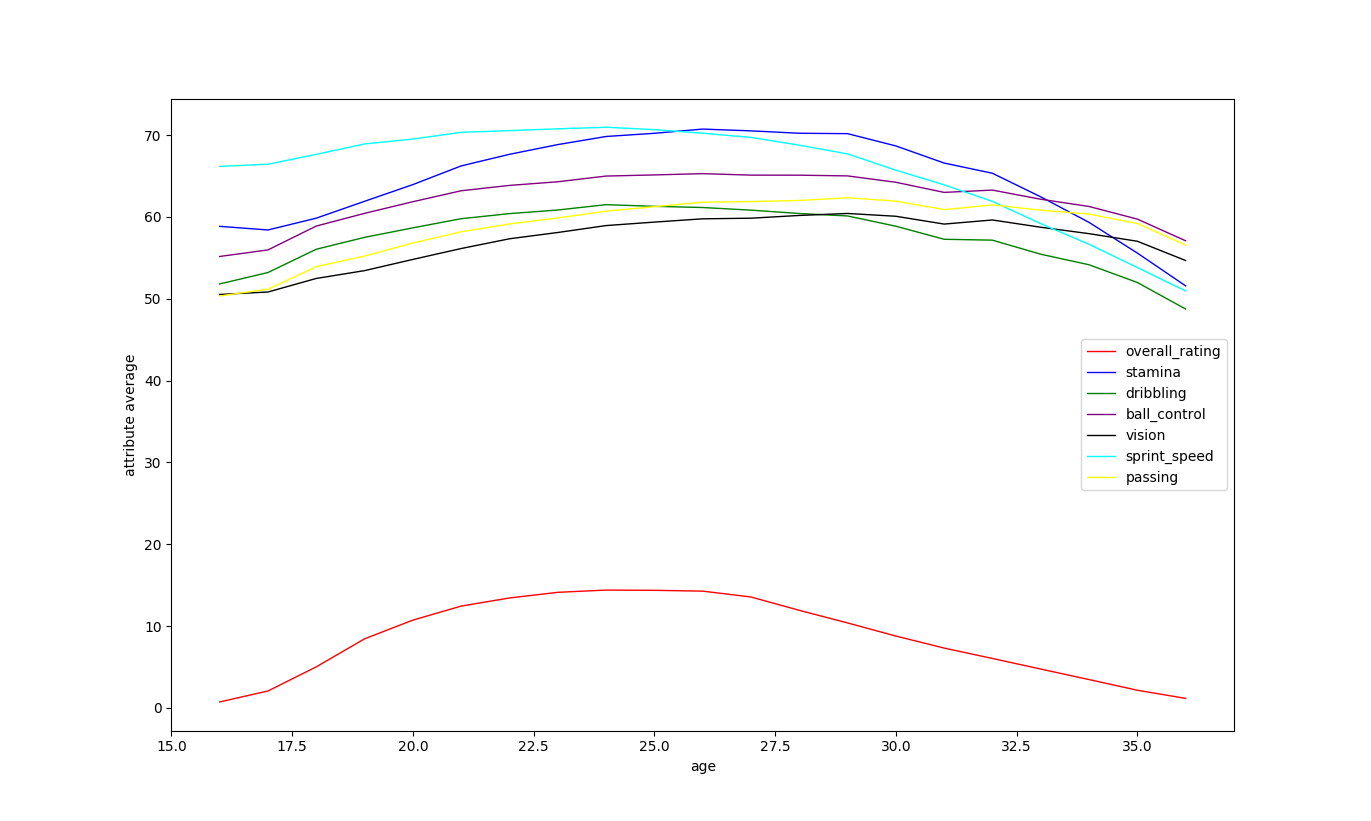 70
60
50
40
30
20
10
0
attribute average
overall_rating
stamina
dribbling
ball_control
vision
sprint_speed
passing
15.0 17.5 20.0 22.5 25.0 27.5 30.0 32.5 35.0
age